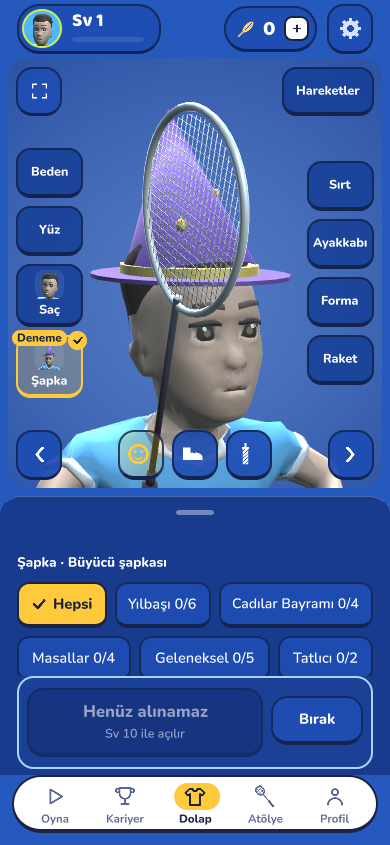 Sv 1
0
Hareketler
Beden
Sırt
Yüz
Ayakkabı
Saç
Forma
Deneme
Şapka
Raket
Şapka · Büyücü şapkası
Hepsi
Yılbaşı 0/6
Cadılar Bayramı 0/4
Masallar 0/4
Geleneksel 0/5
Tatlıcı 0/2
Henüz alınamaz
Sv 10 ile açılır
Bırak
Oyna
Kariyer
Dolap
Atölye
Profil